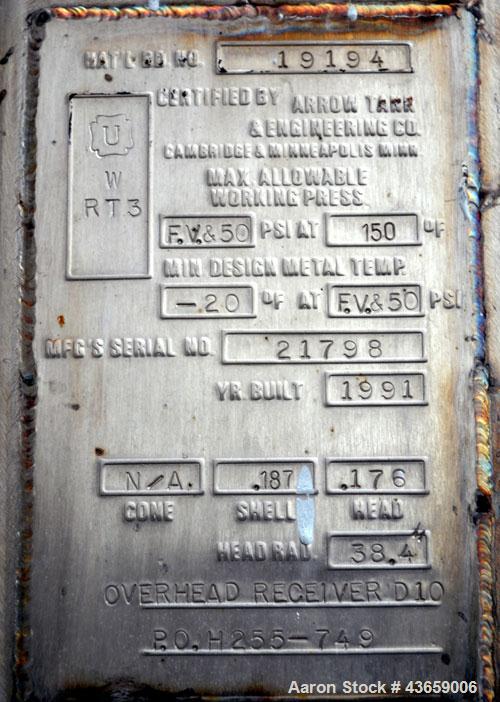 MAT'L BD. NO. 19194
CERTIFIED BY ARROW TANK
& ENGINEERING CO.
CAMBRIDGE & MINNEAPOLIS MINN.
U
W
RT3
MAX. ALLOWABLE
WORKING PRESS.
F.V.&50 PSI AT 150 °F
MIN DESIGN METAL TEMP.
-20 °F AT F.V.&50 PSI
MFG'S SERIAL NO. 21798
YR. BUILT 1991
N/A. .187 .176
CONE SHELL HEAD
HEAD RAD. 38.4
OVERHEAD RECEIVER D10
P.O. H255-749
Aaron Stock # 43659006